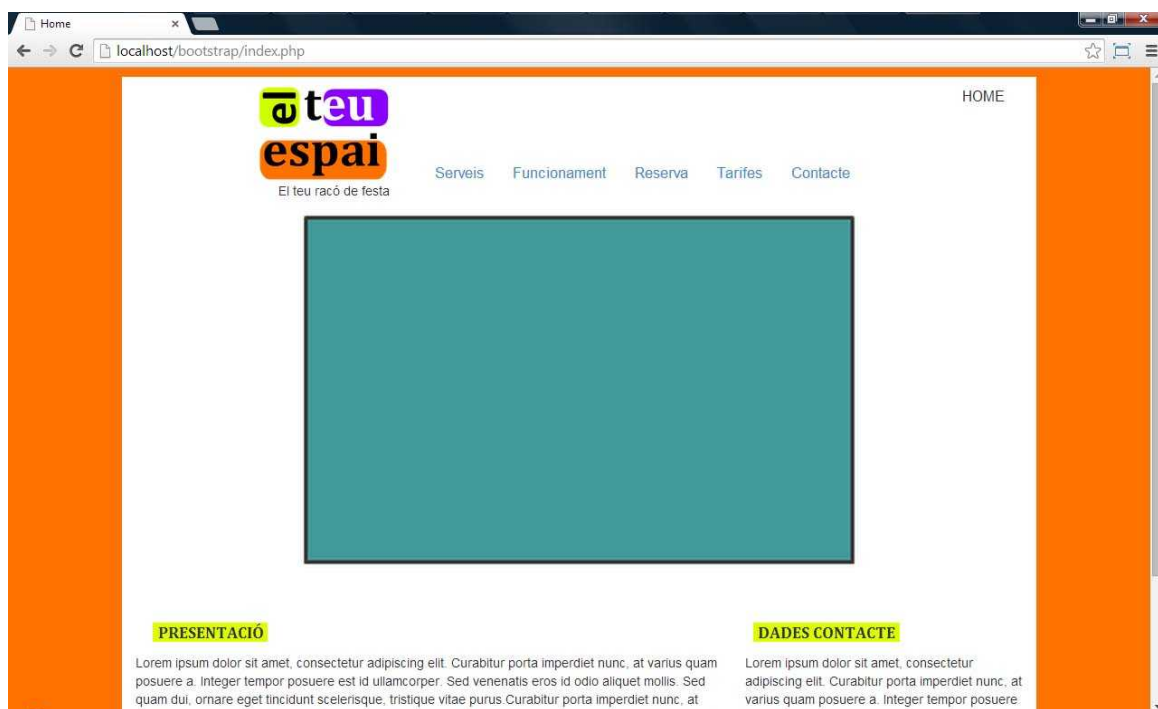 Home
localhost/bootstrap/index.php
el teu
espai
El teu racó de festa
HOME
Serveis Funcionament Reserva Tarifes Contacte
PRESENTACIÓ
Lorem ipsum dolor sit amet, consectetur adipiscing elit. Curabitur porta imperdiet nunc, at varius quam
posuere a. Integer tempor posuere est id ullamcorper. Sed venenatis eros id odio aliquet mollis. Sed
quam dui, ornare eget tincidunt scelerisque, tristique vitae purus.Curabitur porta imperdiet nunc, at
DADES CONTACTE
Lorem ipsum dolor sit amet, consectetur
adipiscing elit. Curabitur porta imperdiet nunc, at
varius quam posuere a. Integer tempor posuere